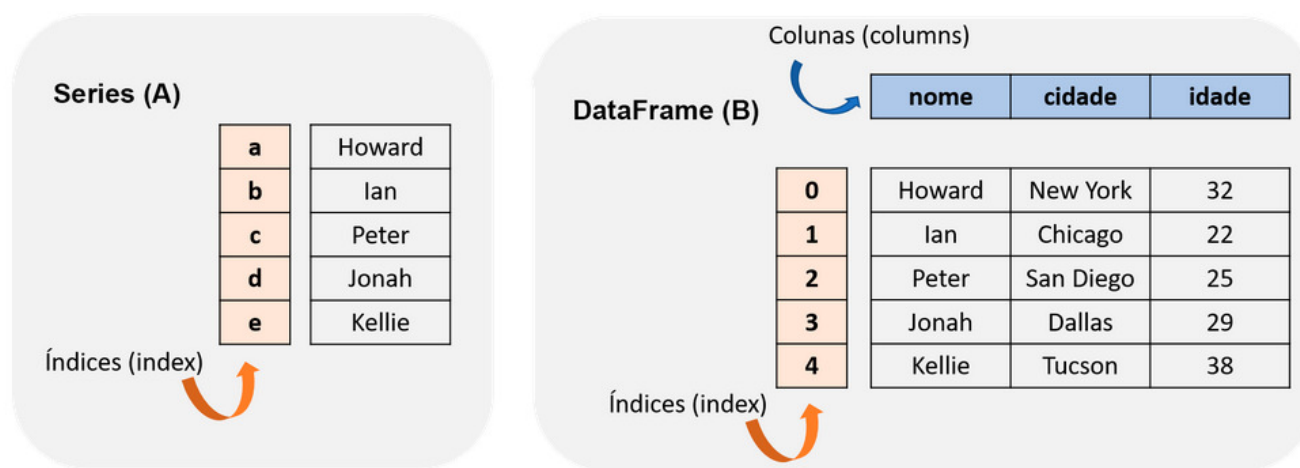 Series (A)
a Howard
b Ian
c Peter
d Jonah
e Kellie
Índices (index)
Colunas (columns)
DataFrame (B)
nome cidade idade
0 Howard New York 32
1 Ian Chicago 22
2 Peter San Diego 25
3 Jonah Dallas 29
4 Kellie Tucson 38
Índices (index)